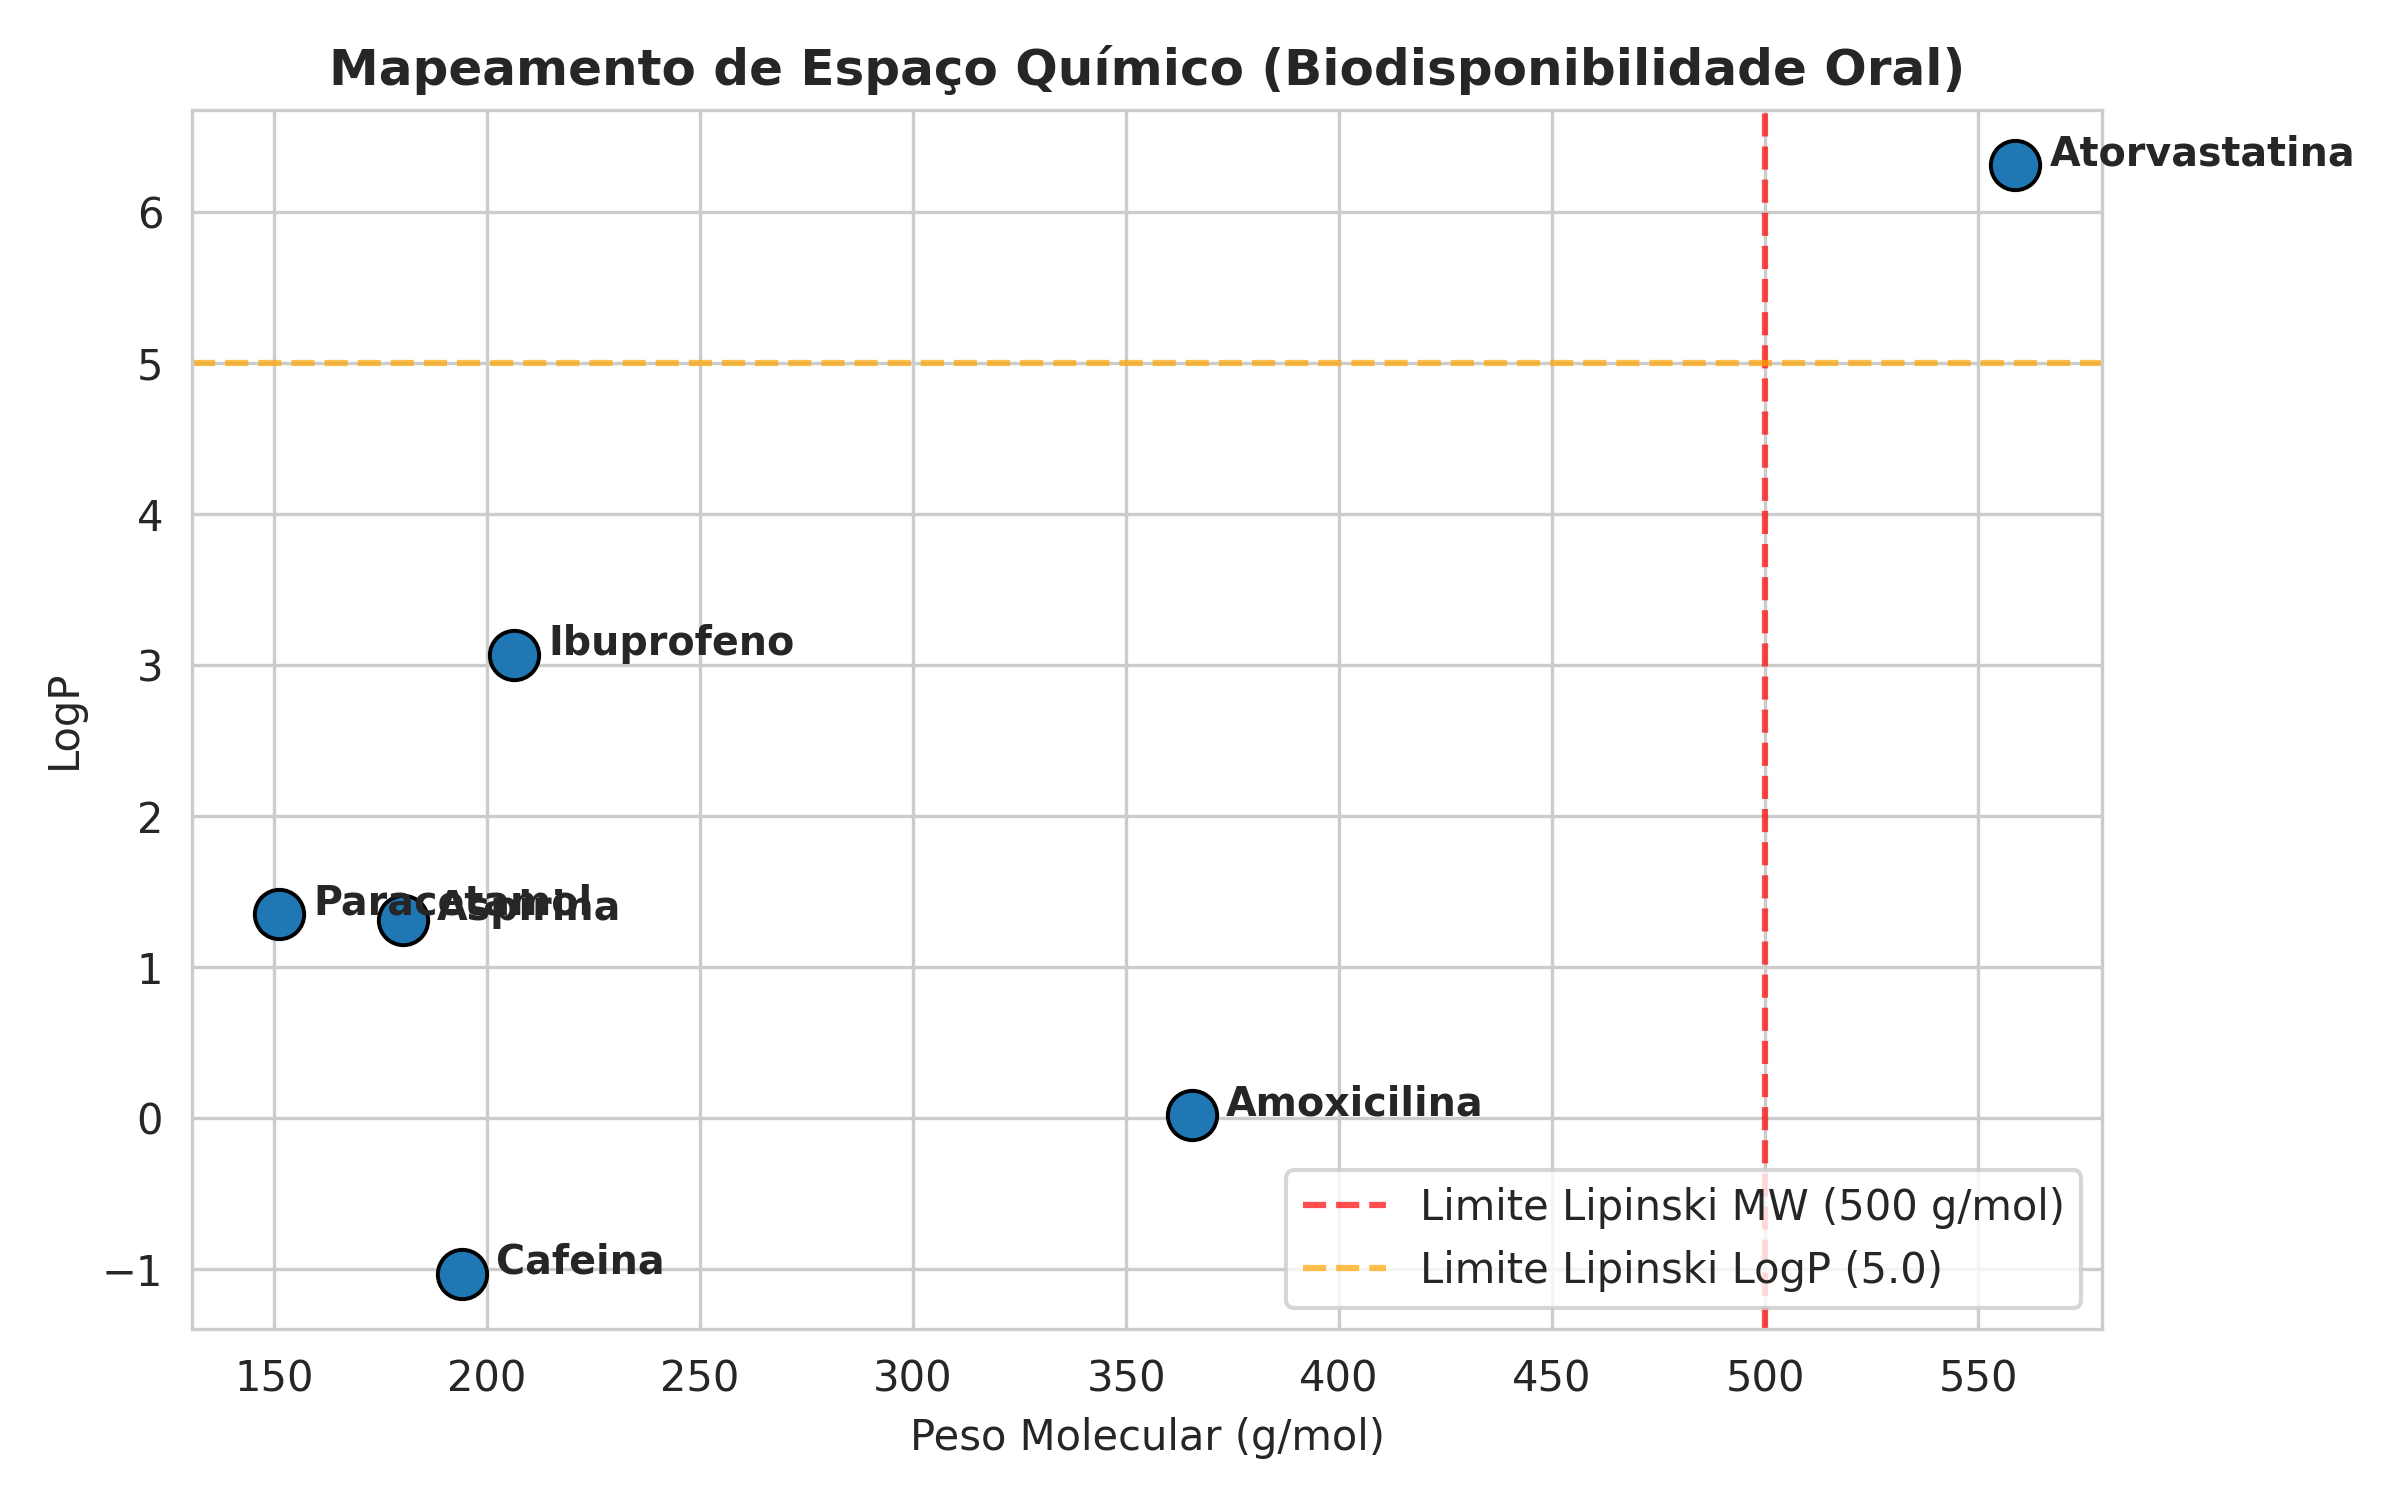 Mapeamento de Espaço Químico (Biodisponibilidade Oral)
Atorvastatina
6
5
4
Ibuprofeno
3
LogP
2
Paracetamol
Aspirina
1
Amoxicilina
0
Limite Lipinski MW (500 g/mol)
Cafeina
−1
Limite Lipinski LogP (5.0)
150 200 250 300 350 400 450 500 550
Peso Molecular (g/mol)